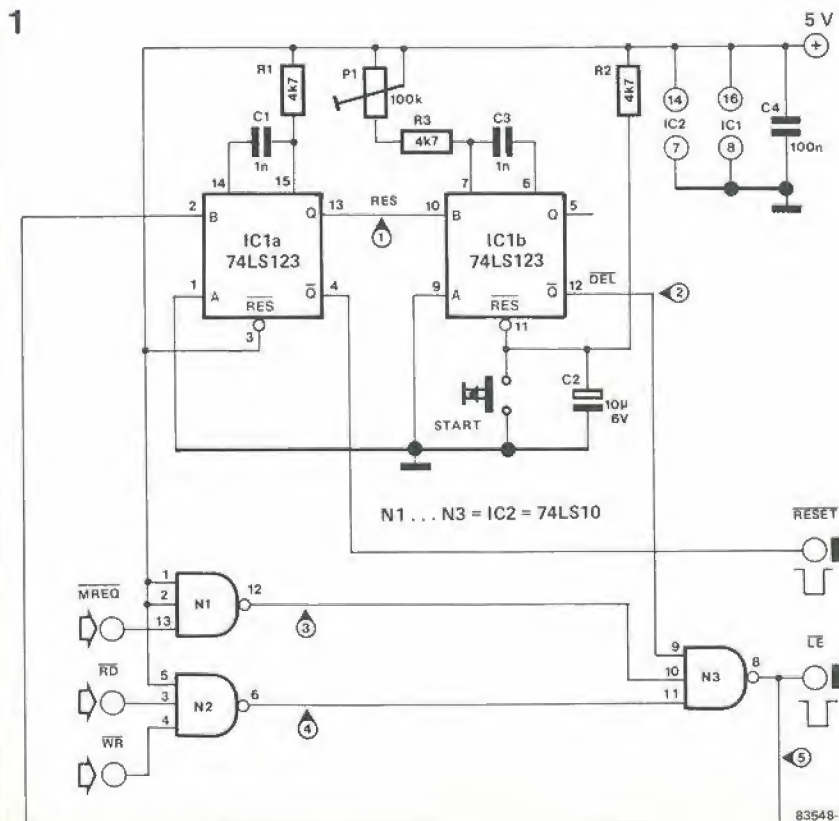 1
5 V
R1
4k7
P1
100k
R3
4k7
R2
4k7
C1
1n
C3
1n
14
16
IC2
IC1
7
8
C4
100n
14
15
7
6
2
B
Q
13
RES
1
10
B
Q
5
IC1a
74LS123
IC1b
74LS123
DEL
1
A
Q
4
9
A
Q
12
2
RES
3
RES
11
START
C2
10µ
6V
N1 . . . N3 = IC2 = 74LS10
RESET
MREQ
1
2
13
N1
12
3
RD
5
3
4
N2
6
4
WR
9
10
11
N3
8
LE
5
83548-